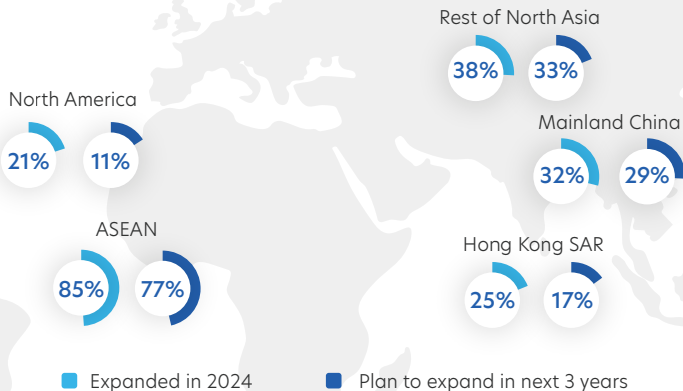 Rest of North Asia
38% 33%
North America
21% 11%
Mainland China
32% 29%
ASEAN
85% 77%
Hong Kong SAR
25% 17%
Expanded in 2024 Plan to expand in next 3 years